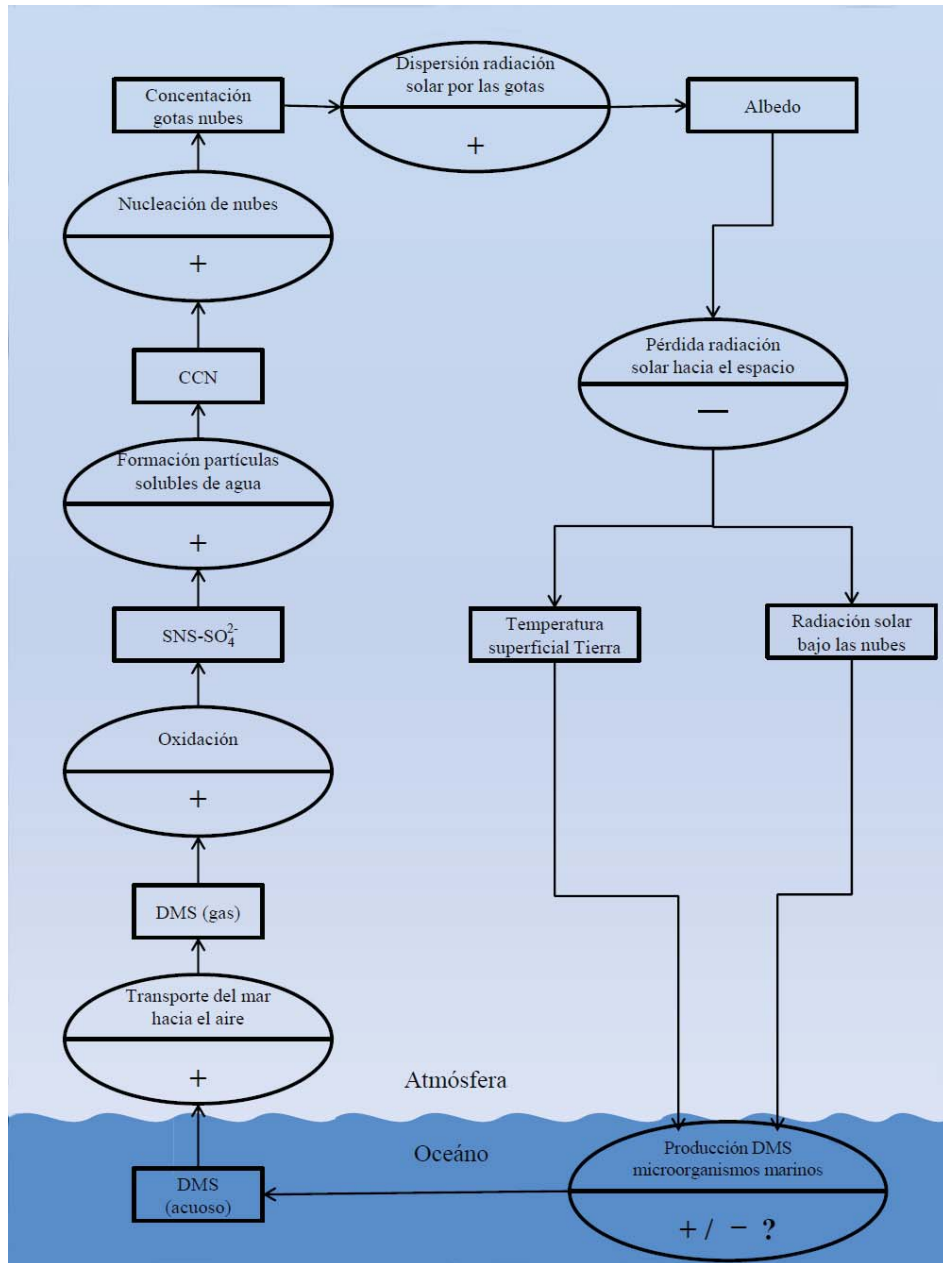 Concentación
gotas nubes
Dispersión radiación
solar por las gotas
+
Albedo
Nucleación de nubes
+
CCN
Formación partículas
solubles de agua
+
SNS-SO₄²⁻
Oxidación
+
DMS (gas)
Transporte del mar
hacia el aire
+
Pérdida radiación
solar hacia el espacio
—
Temperatura
superficial Tierra
Radiación solar
bajo las nubes
Atmósfera
Oceáno
DMS
(acuoso)
Producción DMS
microorganismos marinos
+ / − ?